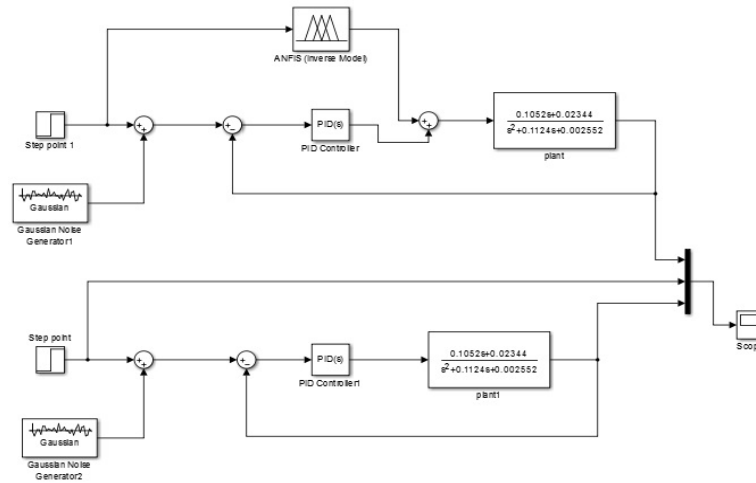 ANFIS (Inverse Model)
Step point 1
PID(s)
PID Controller
0.1052s+0.02344
s²+0.1124s+0.002552
plant
Gaussian
Gaussian Noise
Generator1
Step point
PID(s)
PID Controller1
0.1052s+0.02344
s²+0.1124s+0.002552
plant1
Scop
Gaussian
Gaussian Noise
Generator2